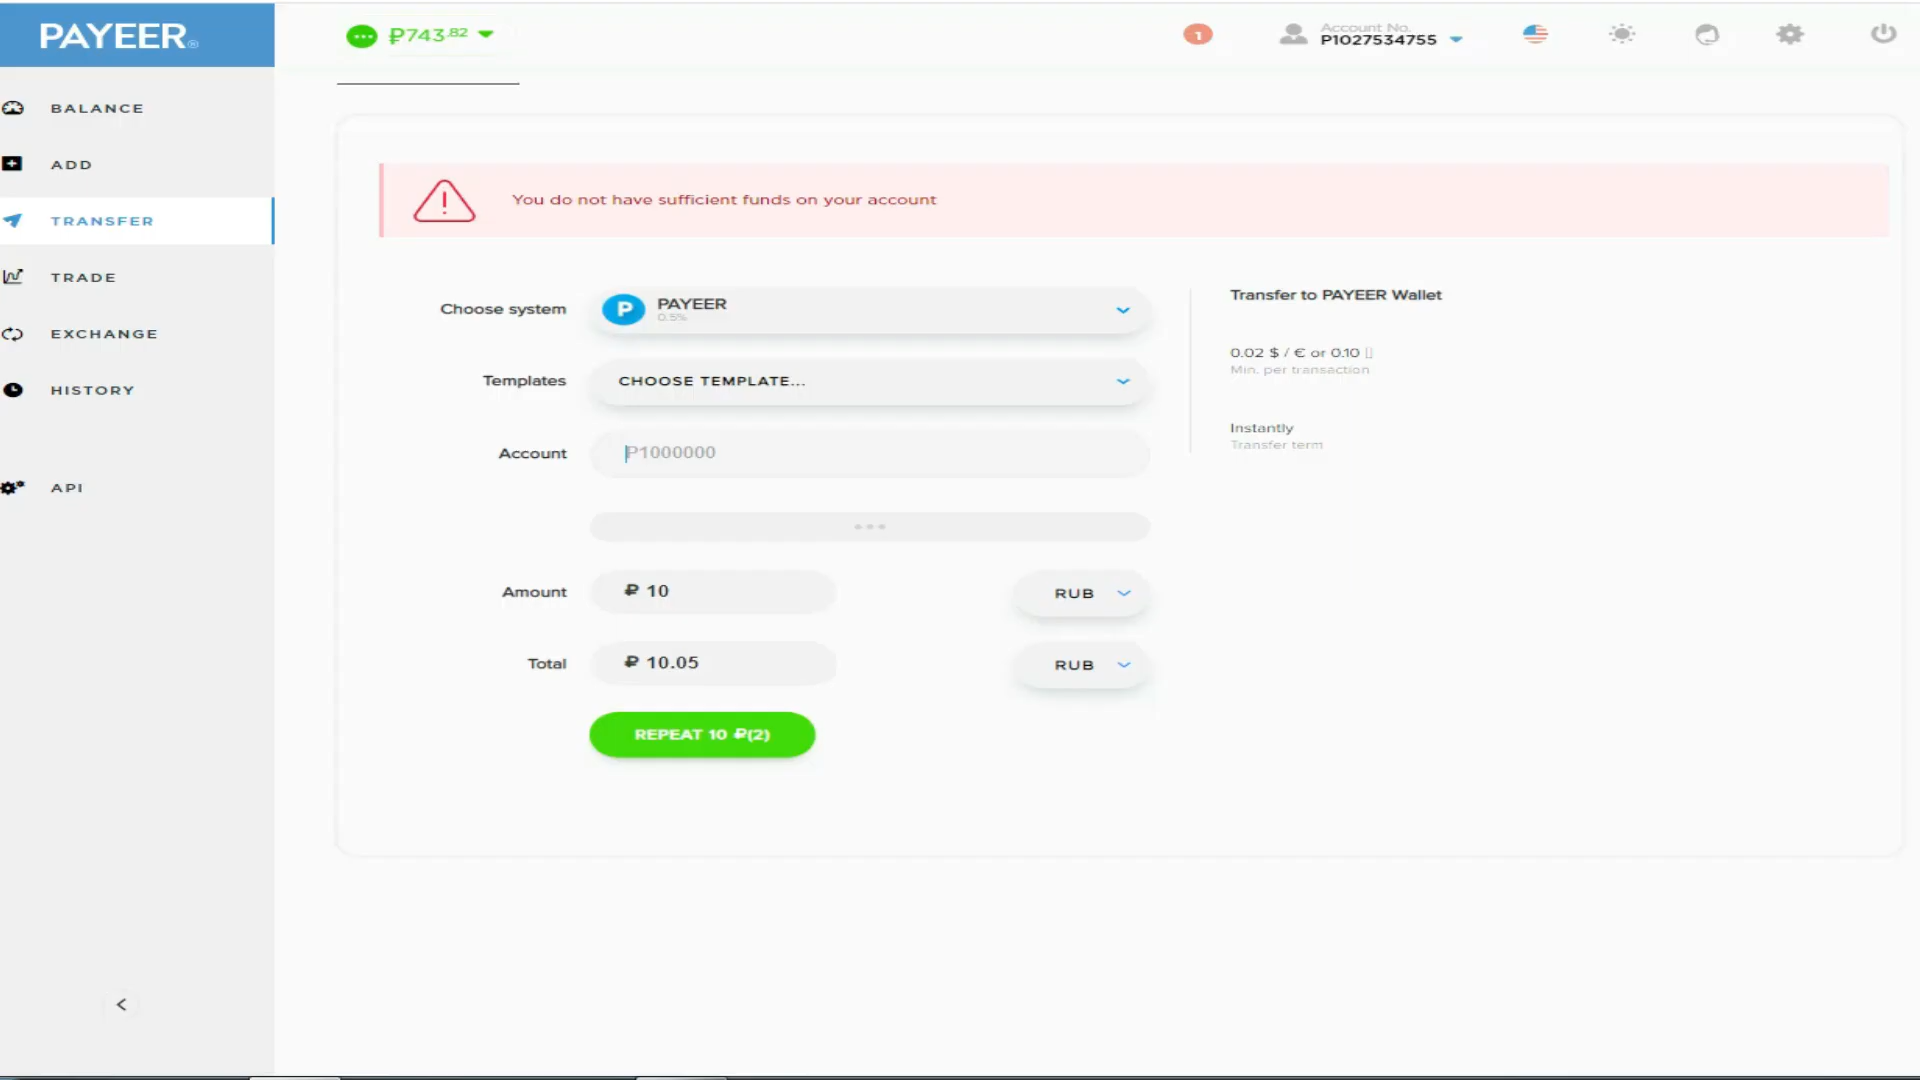 PAYEER®
₽743.82
1
Account No.
P1027534755
BALANCE
ADD
TRANSFER
TRADE
EXCHANGE
HISTORY
API
You do not have sufficient funds on your account
Choose system
PAYEER
0.5%
Templates
CHOOSE TEMPLATE...
Account
P1000000
Amount
₽ 10
RUB
Total
₽ 10.05
RUB
REPEAT 10 ₽(2)
Transfer to PAYEER Wallet
0.02 $ / € or 0.10
Min. per transaction
Instantly
Transfer term